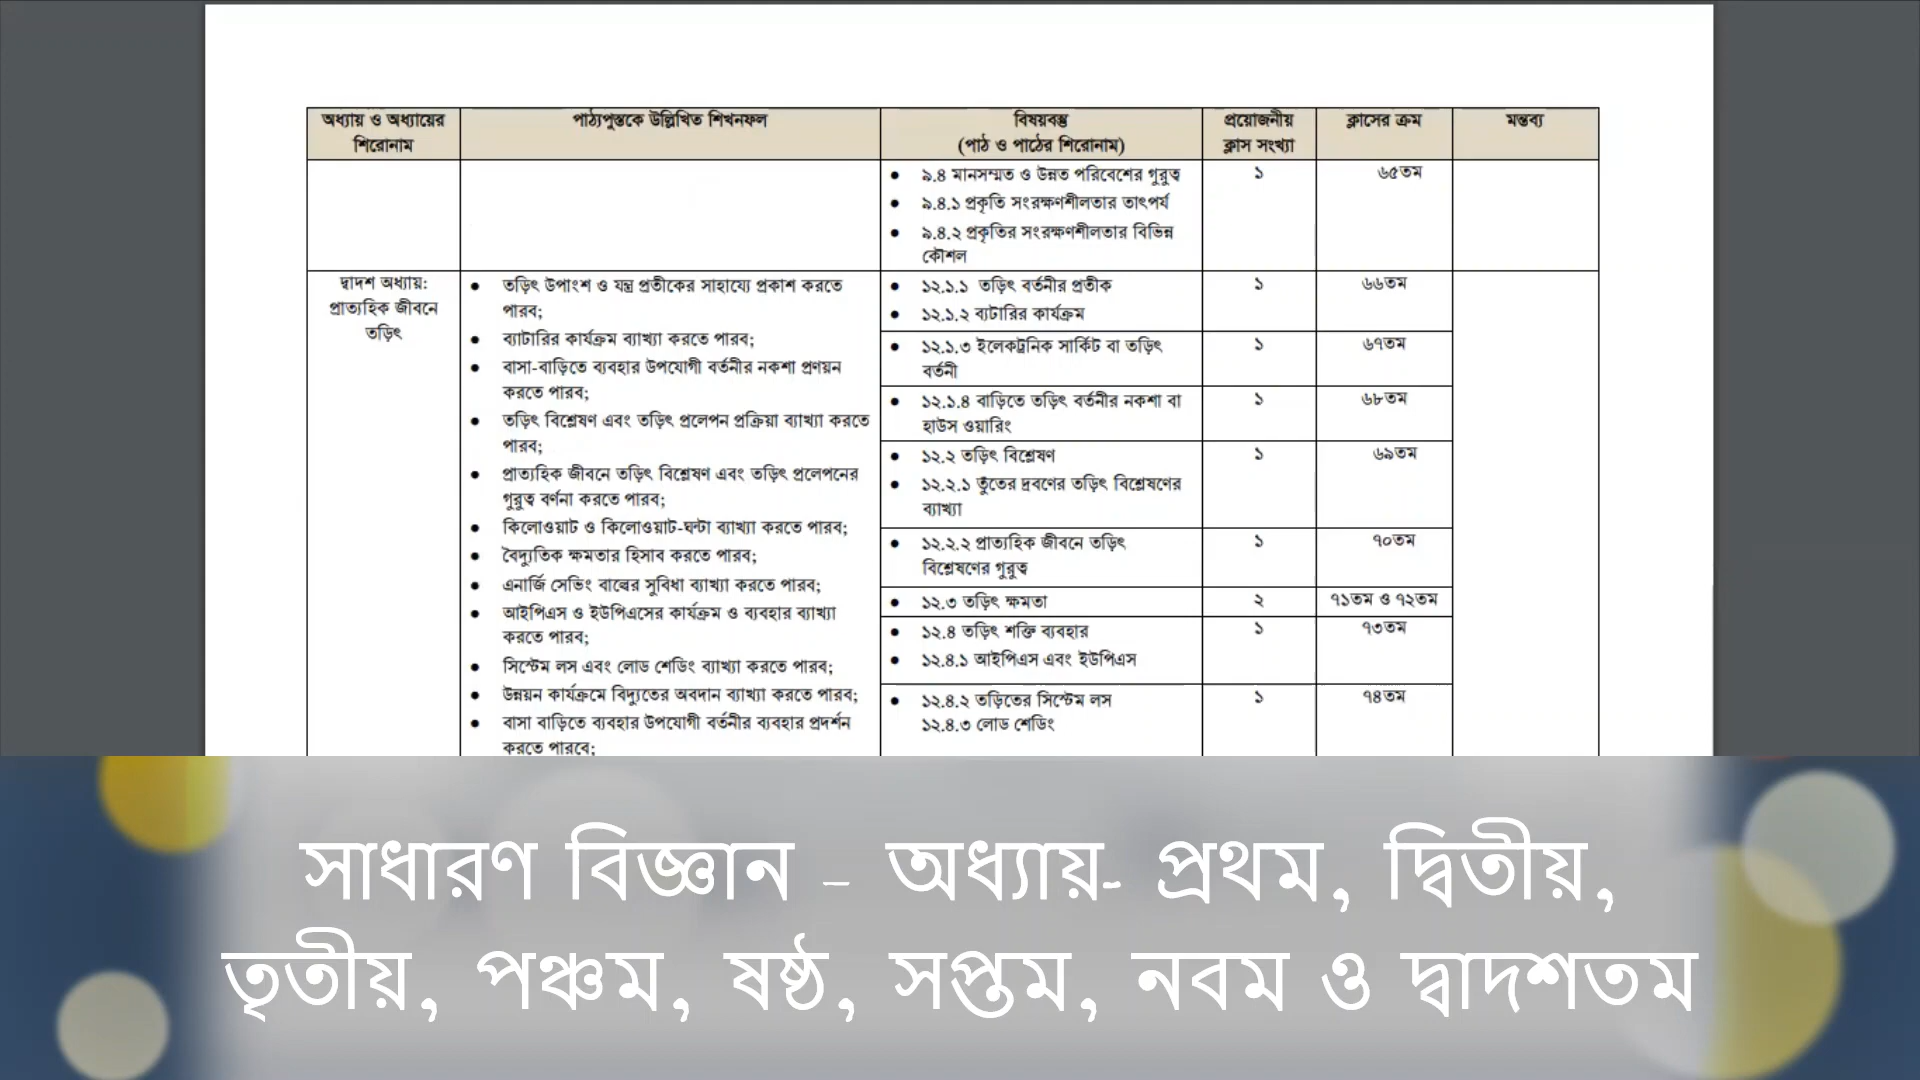 অধ্যায় ও অধ্যায়ের শিরোনাম
পাঠ্যপুস্তকে উল্লিখিত শিখনফল
বিষয়বস্তু
(পাঠ ও পাঠের শিরোনাম)
প্রয়োজনীয় ক্লাস সংখ্যা
ক্লাসের ক্রম
মন্তব্য
● ৯.৪ মানসম্মত ও উন্নত পরিবেশের গুরুত্ব
● ৯.৪.১ প্রকৃতি সংরক্ষণশীলতার তাৎপর্য
● ৯.৪.২ প্রকৃতির সংরক্ষণশীলতার বিভিন্ন
কৌশল
১
৬৫তম
দ্বাদশ অধ্যায়:
প্রাত্যহিক জীবনে
তড়িৎ
● তড়িৎ উপাংশ ও যন্ত্র প্রতীকের সাহায্যে প্রকাশ করতে
পারব;
● ব্যাটারির কার্যক্রম ব্যাখ্যা করতে পারব;
● বাসা-বাড়িতে ব্যবহার উপযোগী বর্তনীর নকশা প্রণয়ন
করতে পারব;
● তড়িৎ বিশ্লেষণ এবং তড়িৎ প্রলেপন প্রক্রিয়া ব্যাখ্যা করতে
পারব;
● প্রাত্যহিক জীবনে তড়িৎ বিশ্লেষণ এবং তড়িৎ প্রলেপনের
গুরুত্ব বর্ণনা করতে পারব;
● কিলোওয়াট ও কিলোওয়াট-ঘন্টা ব্যাখ্যা করতে পারব;
● বৈদ্যুতিক ক্ষমতার হিসাব করতে পারব;
● এনার্জি সেভিং বাল্বের সুবিধা ব্যাখ্যা করতে পারব;
● আইপিএস ও ইউপিএসের কার্যক্রম ও ব্যবহার ব্যাখ্যা
করতে পারব;
● সিস্টেম লস এবং লোড শেডিং ব্যাখ্যা করতে পারব;
● উন্নয়ন কার্যক্রমে বিদ্যুতের অবদান ব্যাখ্যা করতে পারব;
● বাসা বাড়িতে ব্যবহার উপযোগী বর্তনীর ব্যবহার প্রদর্শন
করতে পারবে;
● ১২.১.১ তড়িৎ বর্তনীর প্রতীক
● ১২.১.২ ব্যটারির কার্যক্রম
১
৬৬তম
● ১২.১.৩ ইলেকট্রনিক সার্কিট বা তড়িৎ
বর্তনী
১
৬৭তম
● ১২.১.৪ বাড়িতে তড়িৎ বর্তনীর নকশা বা
হাউস ওয়ারিং
১
৬৮তম
● ১২.২ তড়িৎ বিশ্লেষণ
● ১২.২.১ তুঁতের দ্রবণের তড়িৎ বিশ্লেষণের
ব্যাখ্যা
১
৬৯তম
● ১২.২.২ প্রাত্যহিক জীবনে তড়িৎ
বিশ্লেষণের গুরুত্ব
১
৭০তম
● ১২.৩ তড়িৎ ক্ষমতা
২
৭১তম ও ৭২তম
● ১২.৪ তড়িৎ শক্তি ব্যবহার
● ১২.৪.১ আইপিএস এবং ইউপিএস
১
৭৩তম
● ১২.৪.২ তড়িতের সিস্টেম লস
১২.৪.৩ লোড শেডিং
১
৭৪তম
সাধারণ বিজ্ঞান – অধ্যায়- প্রথম, দ্বিতীয়,
তৃতীয়, পঞ্চম, ষষ্ঠ, সপ্তম, নবম ও দ্বাদশতম